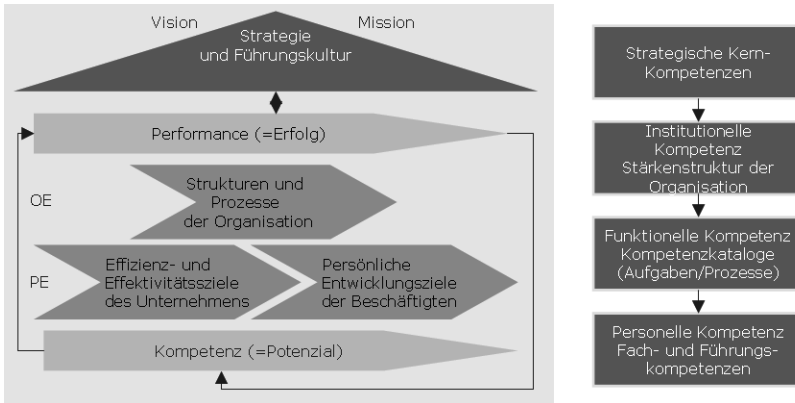 Vision
Mission
Strategie
und Führungskultur
Performance (=Erfolg)
OE
Strukturen und
Prozesse
der Organisation
PE
Effizienz- und
Effektivitätssziele
des Unternehmens
Persönliche
Entwicklungsziele
der Beschäftigten
Kompetenz (=Potenzial)
Strategische Kern-
Kompetenzen
Institutionelle
Kompetenz
Stärkenstruktur der
Organisation
Funktionelle Kompetenz
Kompetenzkataloge
(Aufgaben/Prozesse)
Personelle Kompetenz
Fach- und Führungs-
kompetenzen